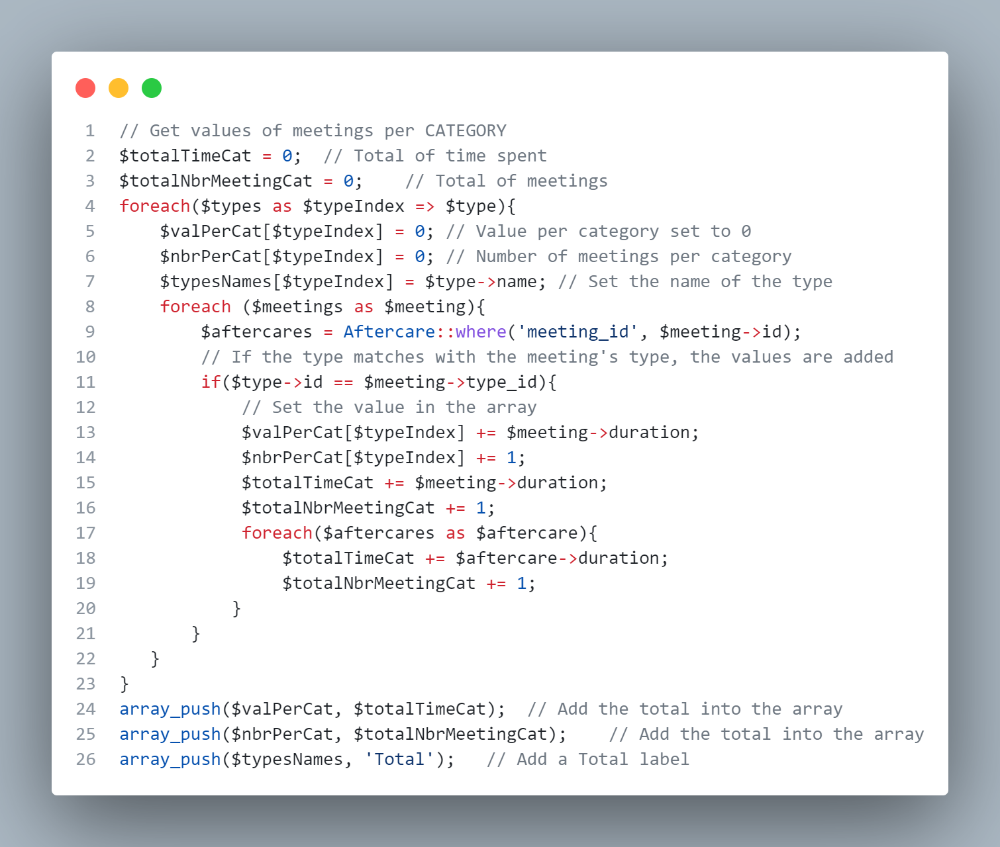 1 // Get values of meetings per CATEGORY
2 $totalTimeCat = 0;  // Total of time spent
3 $totalNbrMeetingCat = 0;    // Total of meetings
4 foreach($types as $typeIndex => $type){
5     $valPerCat[$typeIndex] = 0; // Value per category set to 0
6     $nbrPerCat[$typeIndex] = 0; // Number of meetings per category
7     $typesNames[$typeIndex] = $type->name; // Set the name of the type
8     foreach ($meetings as $meeting){
9         $aftercares = Aftercare::where('meeting_id', $meeting->id);
10         // If the type matches with the meeting's type, the values are added
11         if($type->id == $meeting->type_id){
12             // Set the value in the array
13             $valPerCat[$typeIndex] += $meeting->duration;
14             $nbrPerCat[$typeIndex] += 1;
15             $totalTimeCat += $meeting->duration;
16             $totalNbrMeetingCat += 1;
17             foreach($aftercares as $aftercare){
18                 $totalTimeCat += $aftercare->duration;
19                 $totalNbrMeetingCat += 1;
20            }
21        }
22    }
23 }
24 array_push($valPerCat, $totalTimeCat);  // Add the total into the array
25 array_push($nbrPerCat, $totalNbrMeetingCat);    // Add the total into the array
26 array_push($typesNames, 'Total');   // Add a Total label